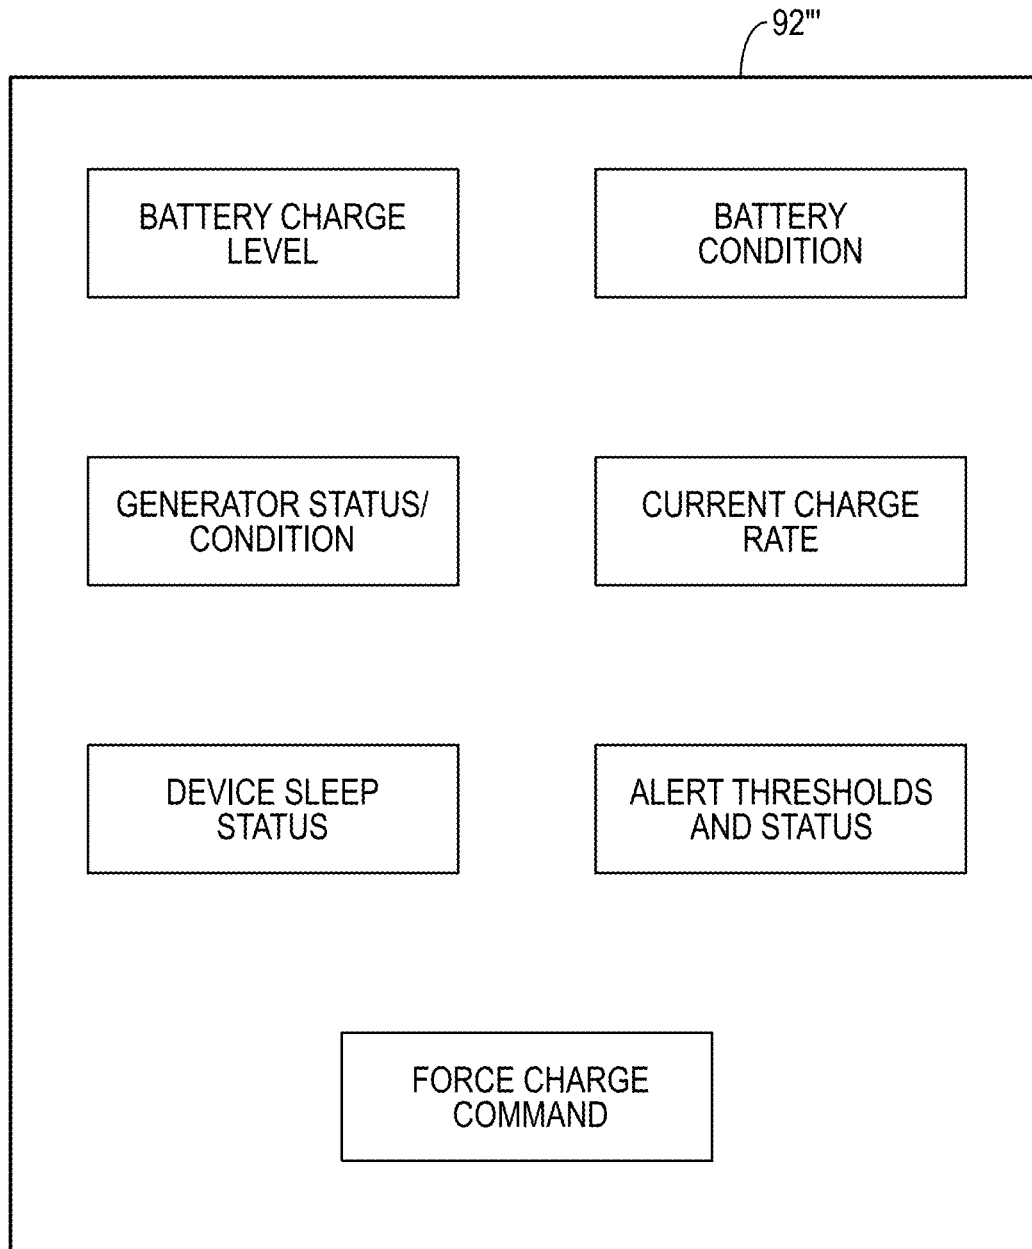 92'''
BATTERY CHARGE
LEVEL
BATTERY
CONDITION
GENERATOR STATUS/
CONDITION
CURRENT CHARGE
RATE
DEVICE SLEEP
STATUS
ALERT THRESHOLDS
AND STATUS
FORCE CHARGE
COMMAND